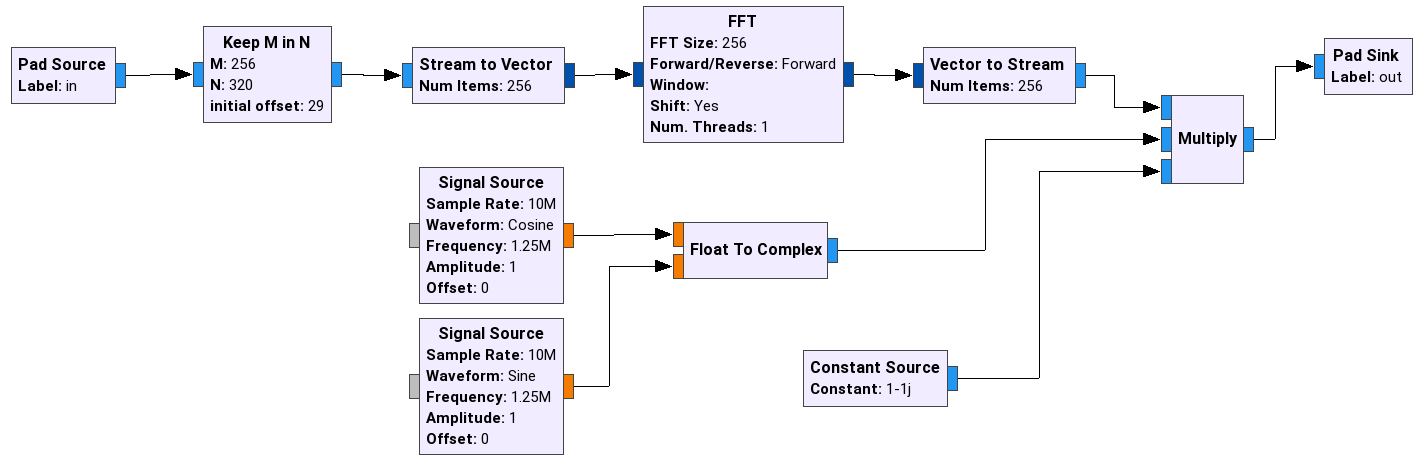 Pad Source
Label: in
Keep M in N
M: 256
N: 320
initial offset: 29
Stream to Vector
Num Items: 256
FFT
FFT Size: 256
Forward/Reverse: Forward
Window:
Shift: Yes
Num. Threads: 1
Vector to Stream
Num Items: 256
Multiply
Pad Sink
Label: out
Signal Source
Sample Rate: 10M
Waveform: Cosine
Frequency: 1.25M
Amplitude: 1
Offset: 0
Float To Complex
Signal Source
Sample Rate: 10M
Waveform: Sine
Frequency: 1.25M
Amplitude: 1
Offset: 0
Constant Source
Constant: 1-1j